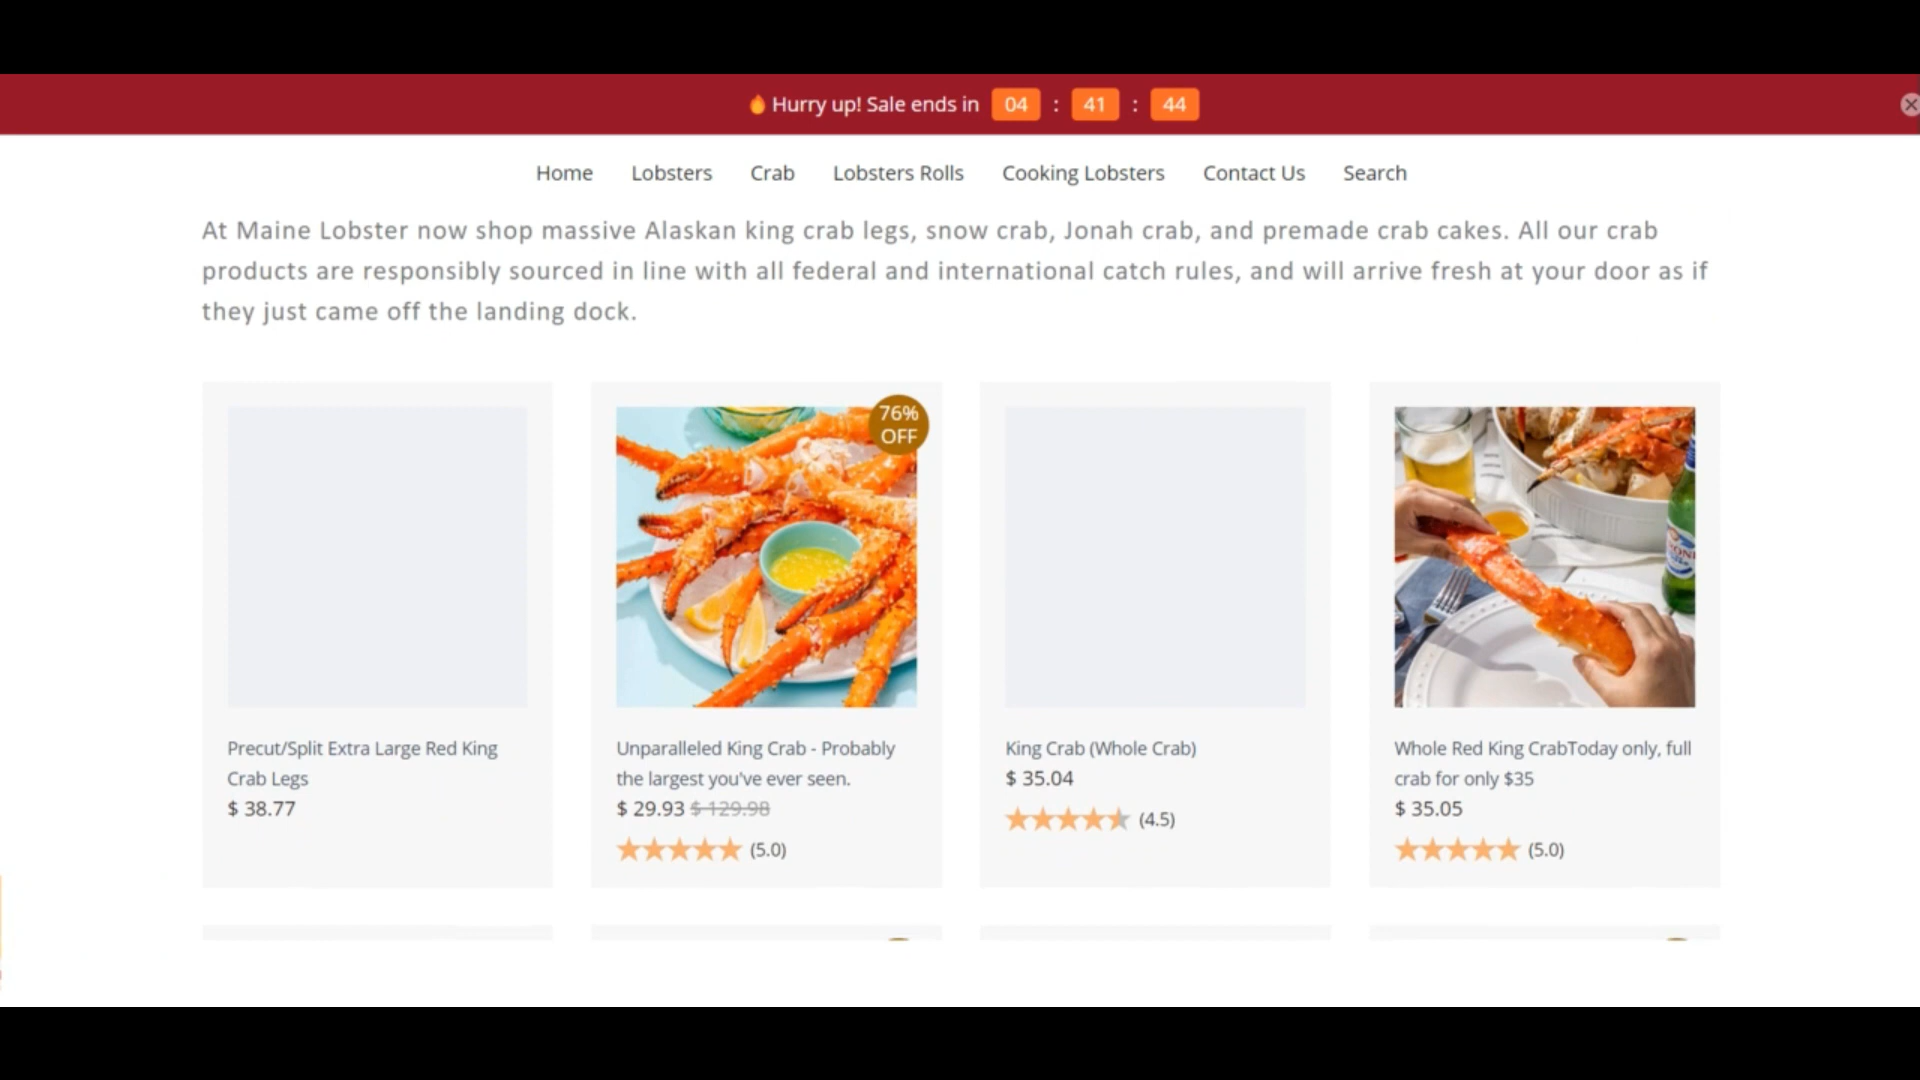 Hurry up! Sale ends in 04 : 41 : 44
Home Lobsters Crab Lobsters Rolls Cooking Lobsters Contact Us Search
At Maine Lobster now shop massive Alaskan king crab legs, snow crab, Jonah crab, and premade crab cakes. All our crab
products are responsibly sourced in line with all federal and international catch rules, and will arrive fresh at your door as if
they just came off the landing dock.
Precut/Split Extra Large Red King
Crab Legs
$ 38.77
76%
OFF
Unparalleled King Crab - Probably
the largest you've ever seen.
$ 29.93 $ 129.98
(5.0)
King Crab (Whole Crab)
$ 35.04
(4.5)
Whole Red King CrabToday only, full
crab for only $35
$ 35.05
(5.0)